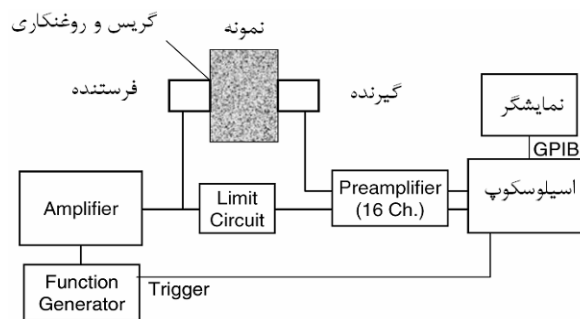 گریس و روغنکاری
نمونه
فرستنده
گیرنده
نمایشگر
GPIB
Amplifier
Limit
Circuit
Preamplifier
(16 Ch.)
اسیلوسکوپ
Function
Generator
Trigger